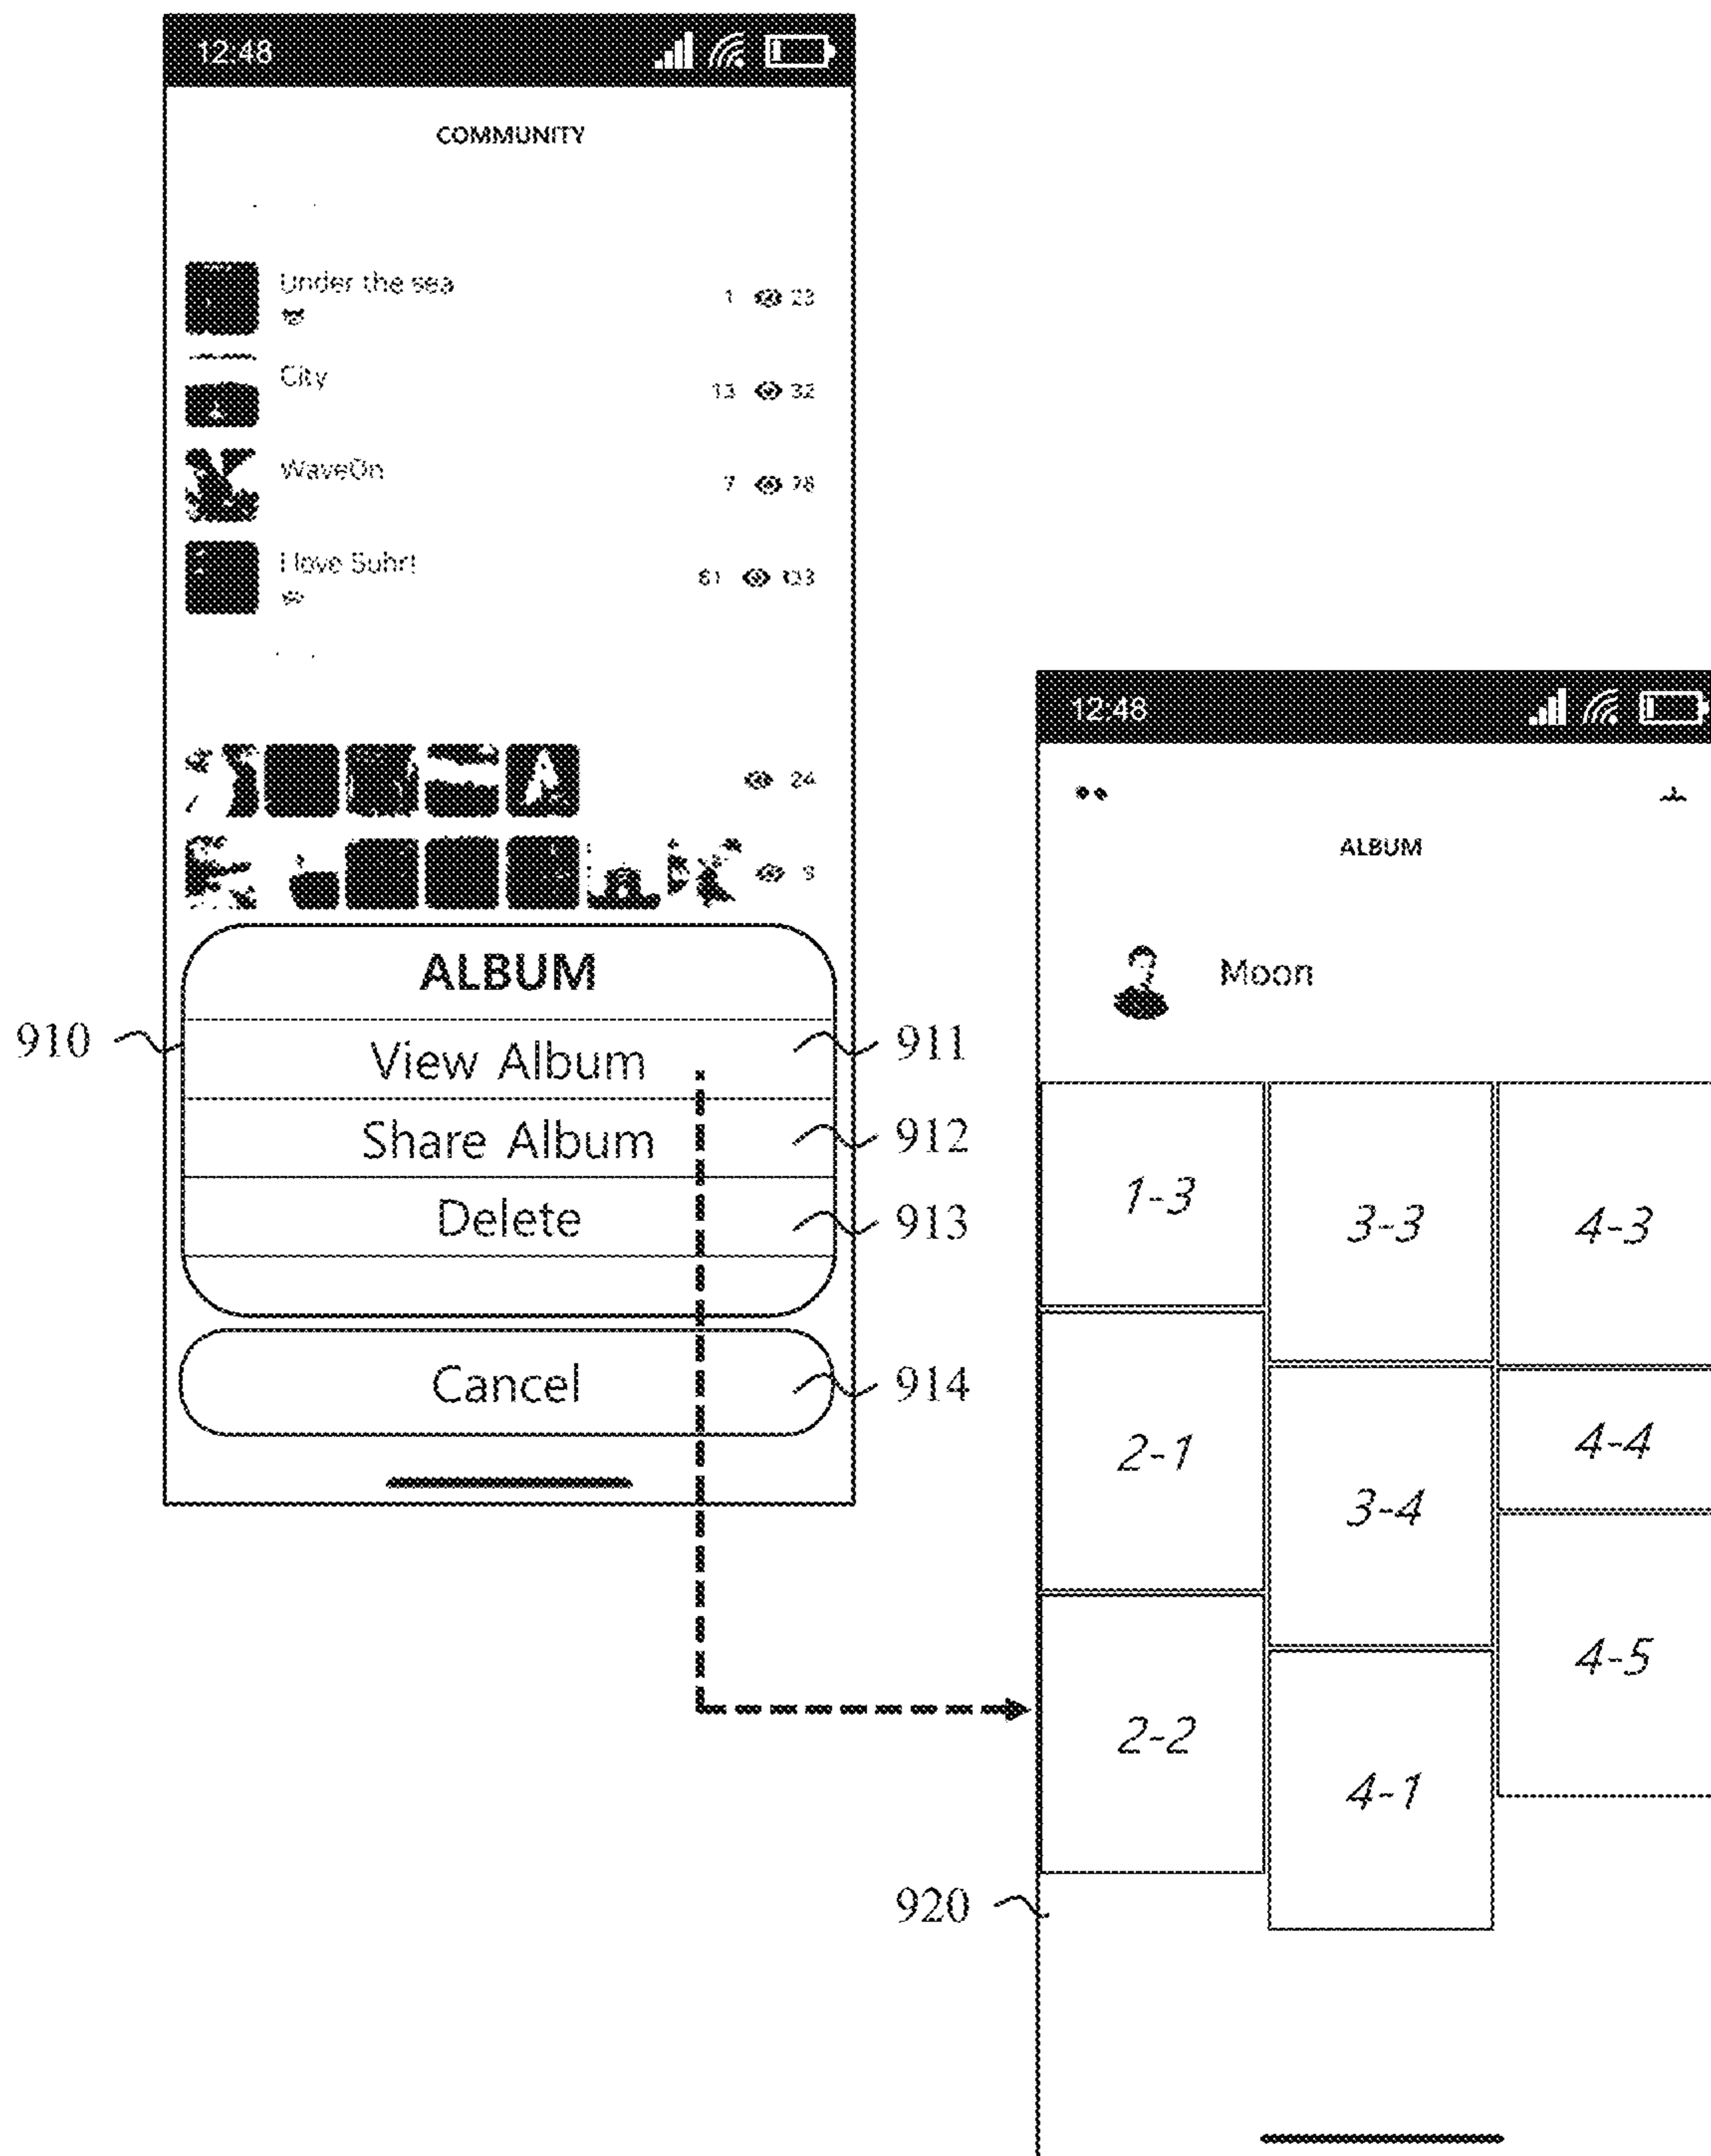 12:48
COMMUNITY
Under the sea
1 23
City
13 32
WaveOn
7 78
I love Suhr!
61
24
9
ALBUM
910
View Album
911
Share Album
912
Delete
913
Cancel
914
12:48
ALBUM
Moon
1-3
3-3
4-3
2-1
4-4
3-4
4-5
2-2
4-1
920